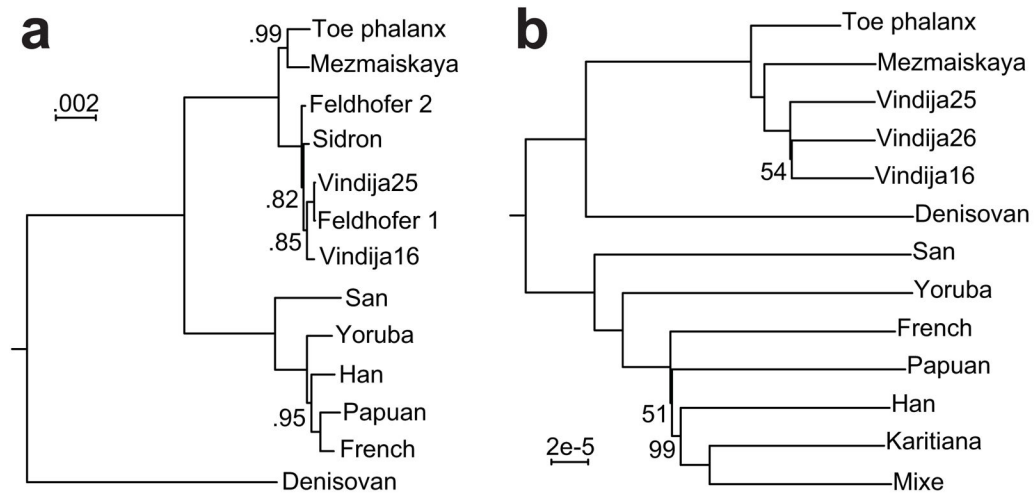 a
.99
Toe phalanx
Mezmaiskaya
.002
Feldhofer 2
Sidron
Vindija25
.82
Feldhofer 1
.85
Vindija16
San
Yoruba
Han
.95
Papuan
French
Denisovan
b
Toe phalanx
Mezmaiskaya
Vindija25
Vindija26
54
Vindija16
Denisovan
San
Yoruba
French
Papuan
51
Han
2e-5
99
Karitiana
Mixe